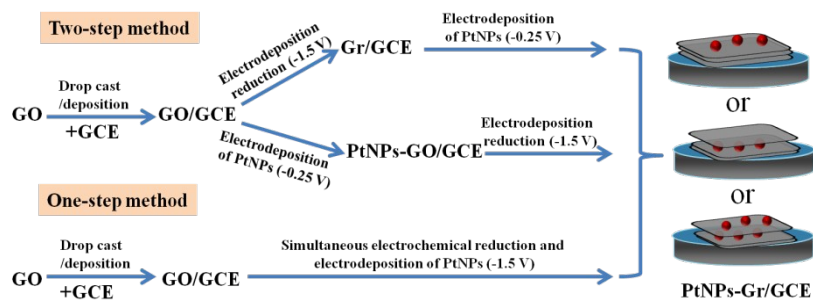 Two-step method
Drop cast
/deposition
GO
+GCE
GO/GCE
Electrodeposition
reduction (-1.5 V)
Gr/GCE
Electrodeposition
of PtNPs (-0.25 V)
Electrodeposition
of PtNPs (-0.25 V)
PtNPs-GO/GCE
Electrodeposition
reduction (-1.5 V)
One-step method
Drop cast
/deposition
GO
+GCE
GO/GCE
Simultaneous electrochemical reduction and
electrodeposition of PtNPs (-1.5 V)
or
or
PtNPs-Gr/GCE